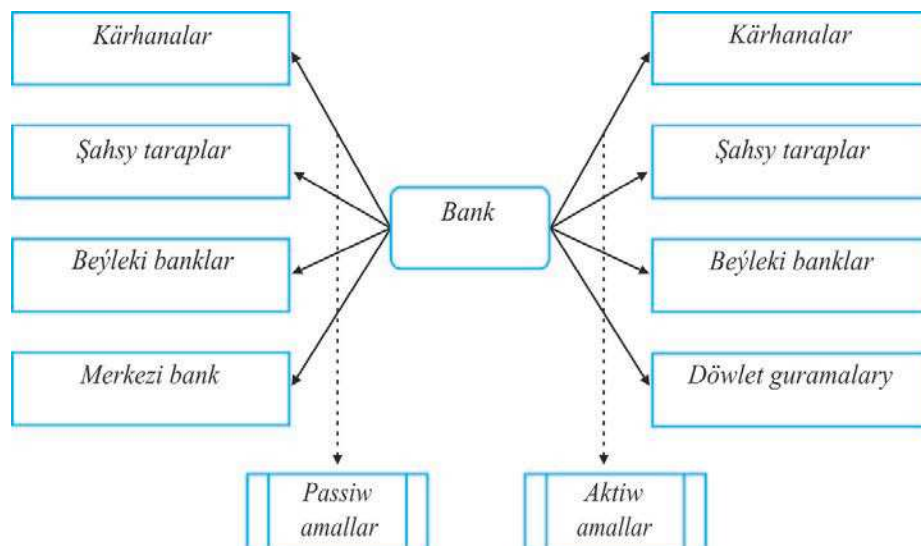 Kärhanalar
Kärhanalar
Şahsy taraplar
Şahsy taraplar
Bank
Beýleki banklar
Beýleki banklar
Merkezi bank
Döwlet guramalary
Passiw
amallar
Aktiw
amallar